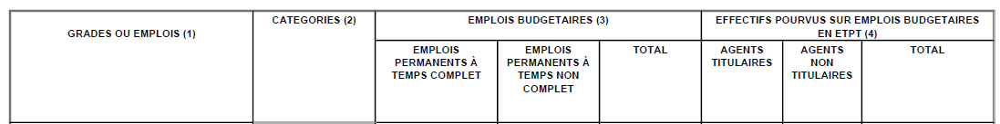 GRADES OU EMPLOIS (1)
CATEGORIES (2)
EMPLOIS BUDGETAIRES (3)
EFFECTIFS POURVUS SUR EMPLOIS BUDGETAIRES
EN ETPT (4)
EMPLOIS
PERMANENTS À
TEMPS COMPLET
EMPLOIS
PERMANENTS À
TEMPS NON
COMPLET
TOTAL
AGENTS
TITULAIRES
AGENTS
NON
TITULAIRES
TOTAL